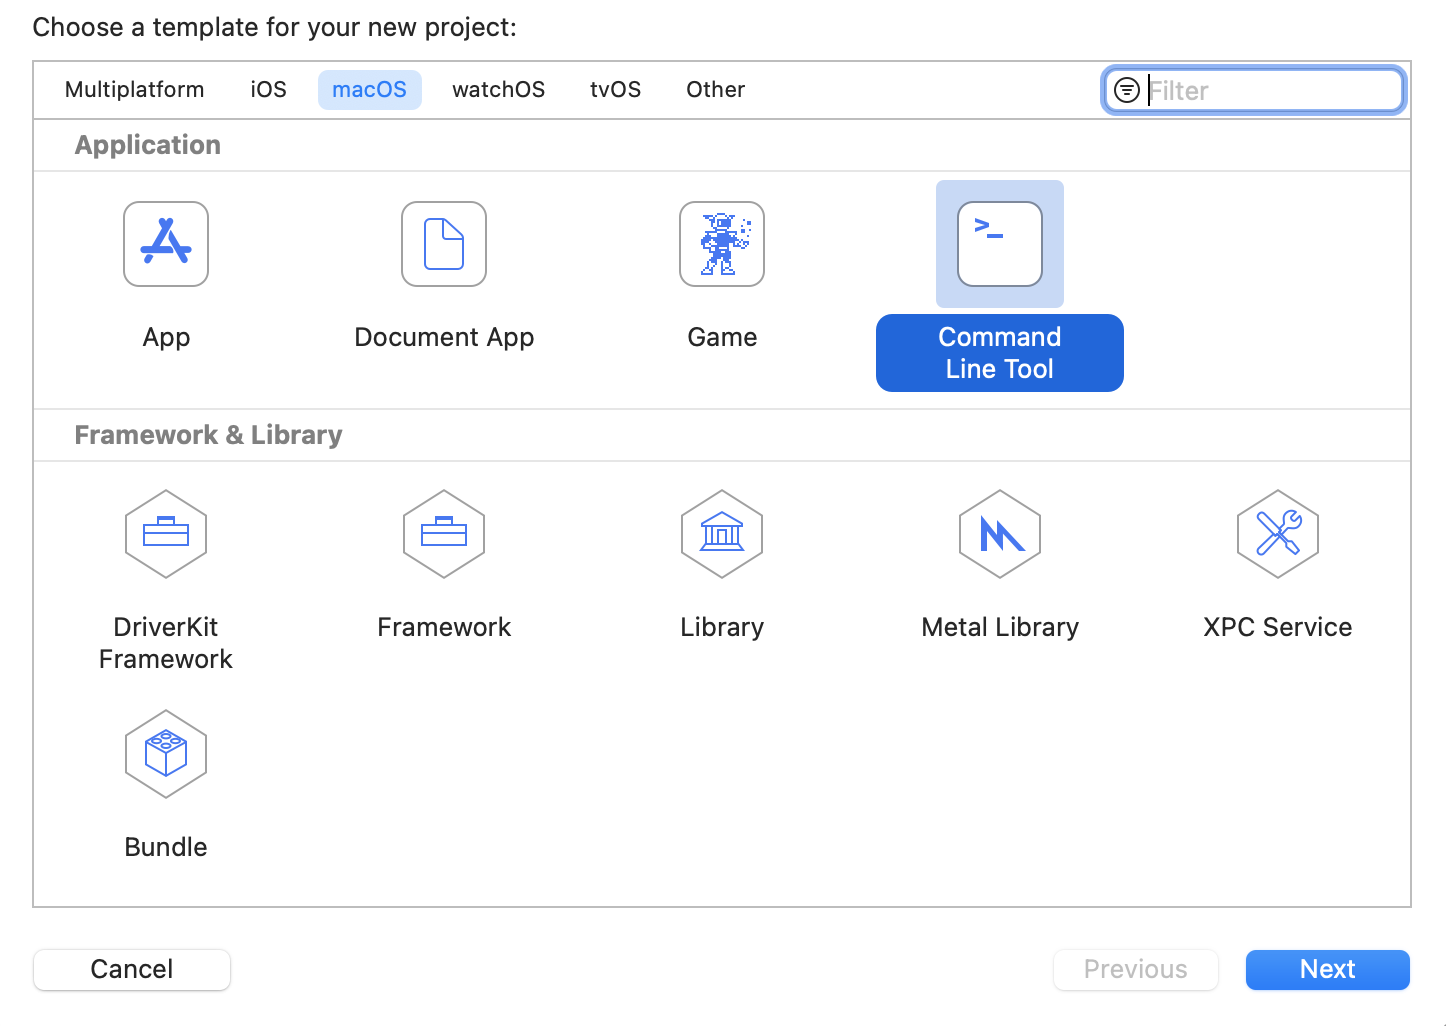 Choose a template for your new project:
Multiplatform iOS macOS watchOS tvOS Other Filter
Application
>_
App Document App Game Command
Line Tool
Framework & Library
DriverKit Framework Library Metal Library XPC Service
Framework
Bundle
Cancel Previous Next